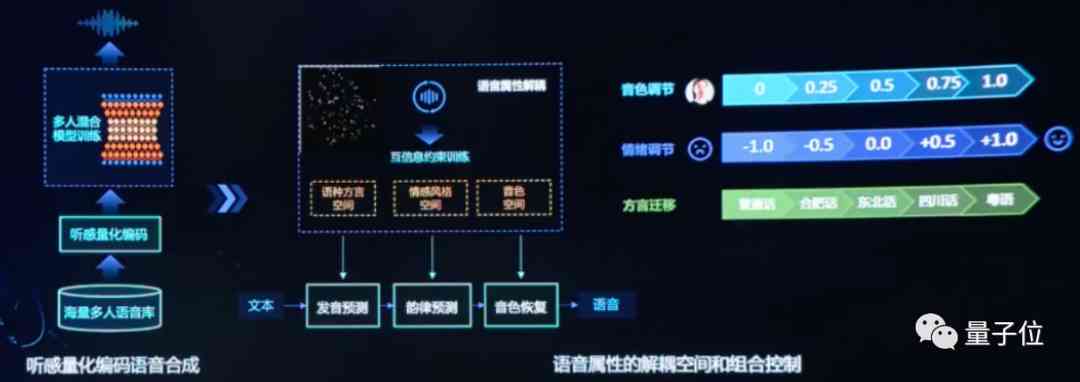 多人混合
模型训练
听感量化编码
海量多人语音库
听感量化编码语音合成
语音属性解耦
互信息约束训练
语种方言
空间
情感风格
空间
音色
空间
文本
发音预测
韵律预测
音色恢复
语音
音色调节
0
0.25
0.5
0.75
1.0
情绪调节
-1.0
-0.5
0.0
+0.5
+1.0
方言迁移
合肥话
东北话
四川话
粤语
语音属性的解耦空间和组合控制
量子位